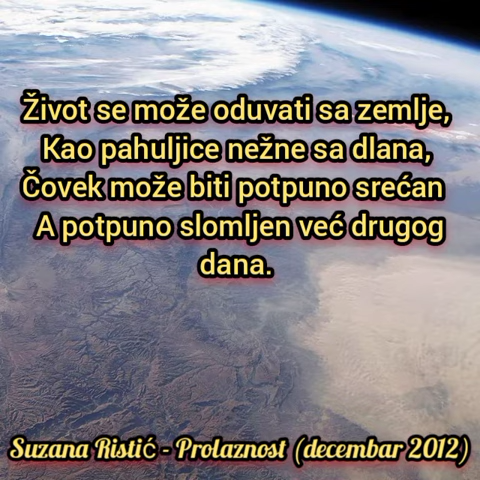 Život se može oduvati sa zemlje,
Kao pahuljice nežne sa dlana,
Čovek može biti potpuno srećan
A potpuno slomljen već drugog
dana.
Suzana Ristić - Prolaznost (decembar 2012)